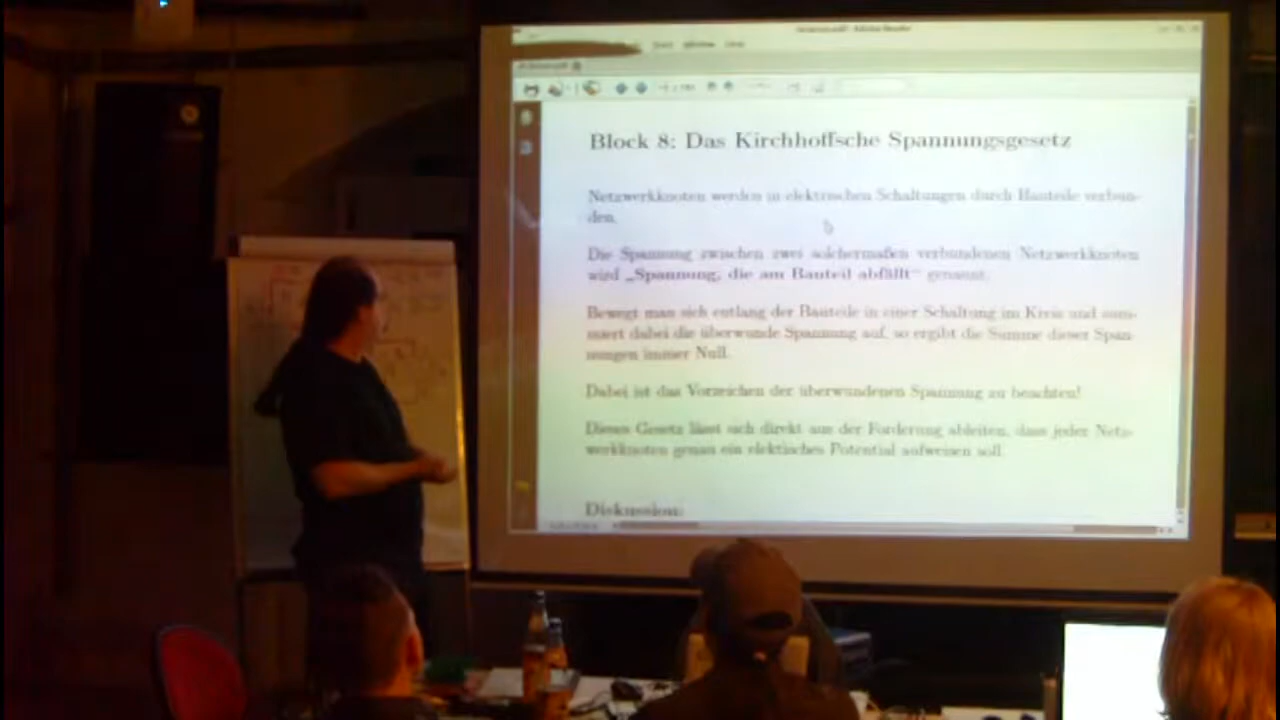 Block 8: Das Kirchhoffsche Spannungsgesetz
Netzwerkknoten werden in elektrischen Schaltungen durch Bauteile verbun-
den.
Die Spannung zwischen zwei solchermaßen verbundenen Netzwerkknoten
wird „Spannung, die am Bauteil abfällt“ genannt.
Bewegt man sich entlang der Bauteile in einer Schaltung im Kreis und sum-
miert dabei die überwunde Spannung auf, so ergibt die Summe dieser Span-
nungen immer Null.
Dabei ist das Vorzeichen der überwundenen Spannung zu beachten!
Dieses Gesetz lässt sich direkt aus der Forderung ableiten, dass jeder Netz-
werkknoten genau ein elektisches Potential aufweisen soll.
Diskussion: